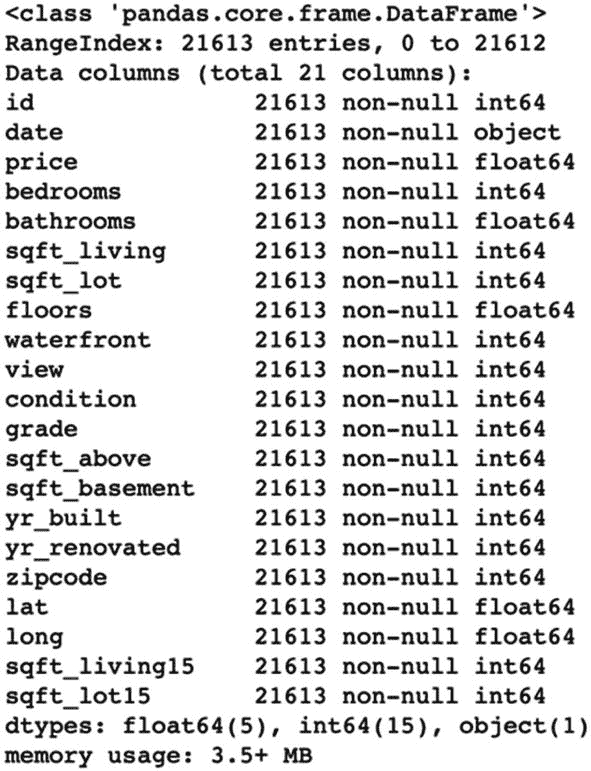 <class 'pandas.core.frame.DataFrame'>
RangeIndex: 21613 entries, 0 to 21612
Data columns (total 21 columns):
id 21613 non-null int64
date 21613 non-null object
price 21613 non-null float64
bedrooms 21613 non-null int64
bathrooms 21613 non-null float64
sqft_living 21613 non-null int64
sqft_lot 21613 non-null int64
floors 21613 non-null float64
waterfront 21613 non-null int64
view 21613 non-null int64
condition 21613 non-null int64
grade 21613 non-null int64
sqft_above 21613 non-null int64
sqft_basement 21613 non-null int64
yr_built 21613 non-null int64
yr_renovated 21613 non-null int64
zipcode 21613 non-null int64
lat 21613 non-null float64
long 21613 non-null float64
sqft_living15 21613 non-null int64
sqft_lot15 21613 non-null int64
dtypes: float64(5), int64(15), object(1)
memory usage: 3.5+ MB